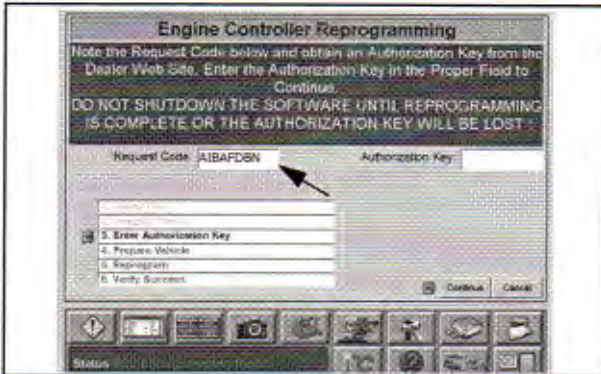 Engine Controller Reprogramming
Note the Request Code below and obtain an Authorization Key from the
Dealer Web Site. Enter the Authorization Key in the Proper Field to
Continue.
DO NOT SHUTDOWN THE SOFTWARE UNTIL REPROGRAMMING
IS COMPLETE OR THE AUTHORIZATION KEY WILL BE LOST
Request Code: AIBAFDBN Authorization Key:
3. Enter Authorization Key
4. Prepare Vehicle
5. Reprogram
6. Verify Success
Continue Cancel
Status